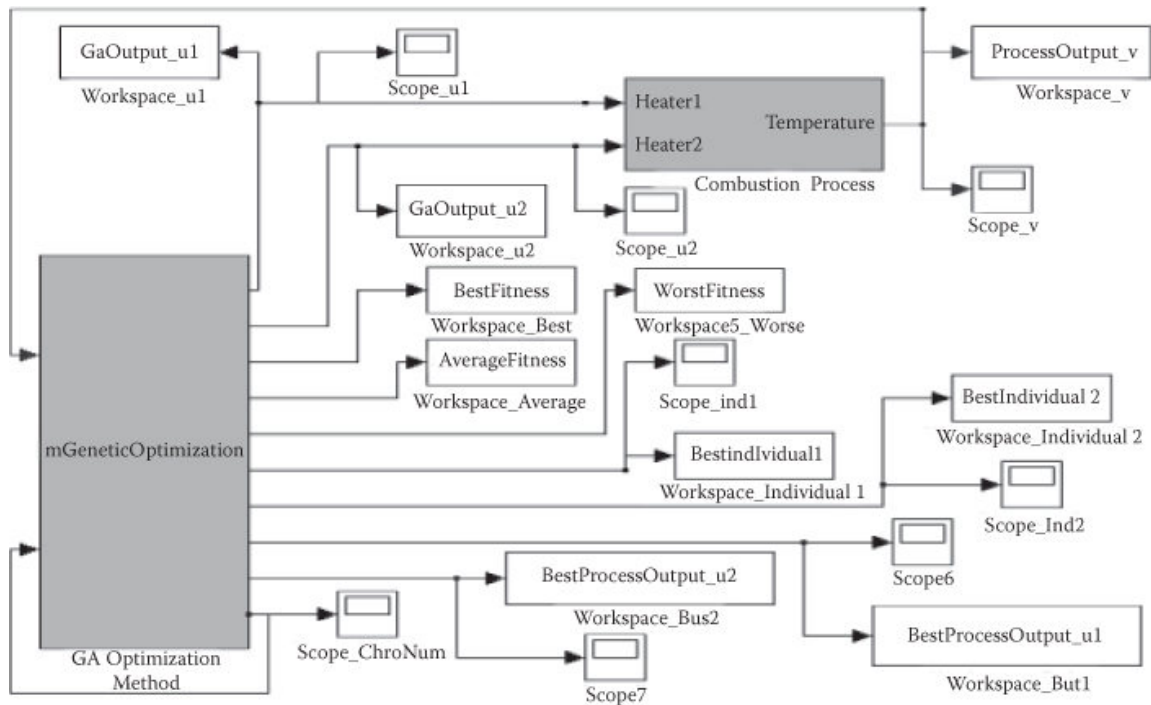 GaOutput_u1
Workspace_u1
Scope_u1
ProcessOutput_v
Workspace_v
Heater1
Temperature
Heater2
Combustion Process
GaOutput_u2
Workspace_u2
Scope_u2
Scope_v
BestFitness
Workspace_Best
WorstFitness
Workspace5_Worse
AverageFitness
Workspace_Average
Scope_ind1
BestIndividual 2
Workspace_Individual 2
mGeneticOptimization
BestindIvidual1
Workspace_Individual 1
Scope_Ind2
Scope6
BestProcessOutput_u2
Workspace_Bus2
Scope_ChroNum
BestProcessOutput_u1
Workspace_But1
GA Optimization
Method
Scope7